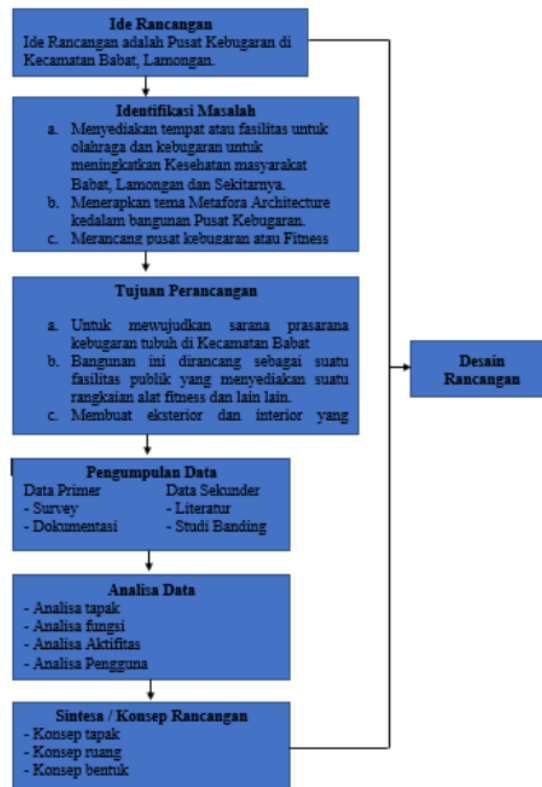 Ide Rancangan
Ide Rancangan adalah Pusat Kebugaran di
Kecamatan Babat, Lamongan.
Identifikasi Masalah
a. Menyediakan tempat atau fasilitas untuk
olahraga dan kebugaran untuk
meningkatkan Kesehatan masyarakat
Babat, Lamongan dan Sekitarnya.
b. Menerapkan tema Metafora Architecture
kedalam bangunan Pusat Kebugaran.
c. Merancang pusat kebugaran atau Fitness
Tujuan Perancangan
a. Untuk mewujudkan sarana prasarana
kebugaran tubuh di Kecamatan Babat
b. Bangunan ini dirancang sebagai suatu
fasilitas publik yang menyediakan suatu
rangkaian alat fitness dan lain lain.
c. Membuat eksterior dan interior yang
Pengumpulan Data
Data Primer Data Sekunder
- Survey - Literatur
- Dokumentasi - Studi Banding
Analisa Data
- Analisa tapak
- Analisa fungsi
- Analisa Aktifitas
- Analisa Pengguna
Sintesa / Konsep Rancangan
- Konsep tapak
- Konsep ruang
- Konsep bentuk
Desain
Rancangan